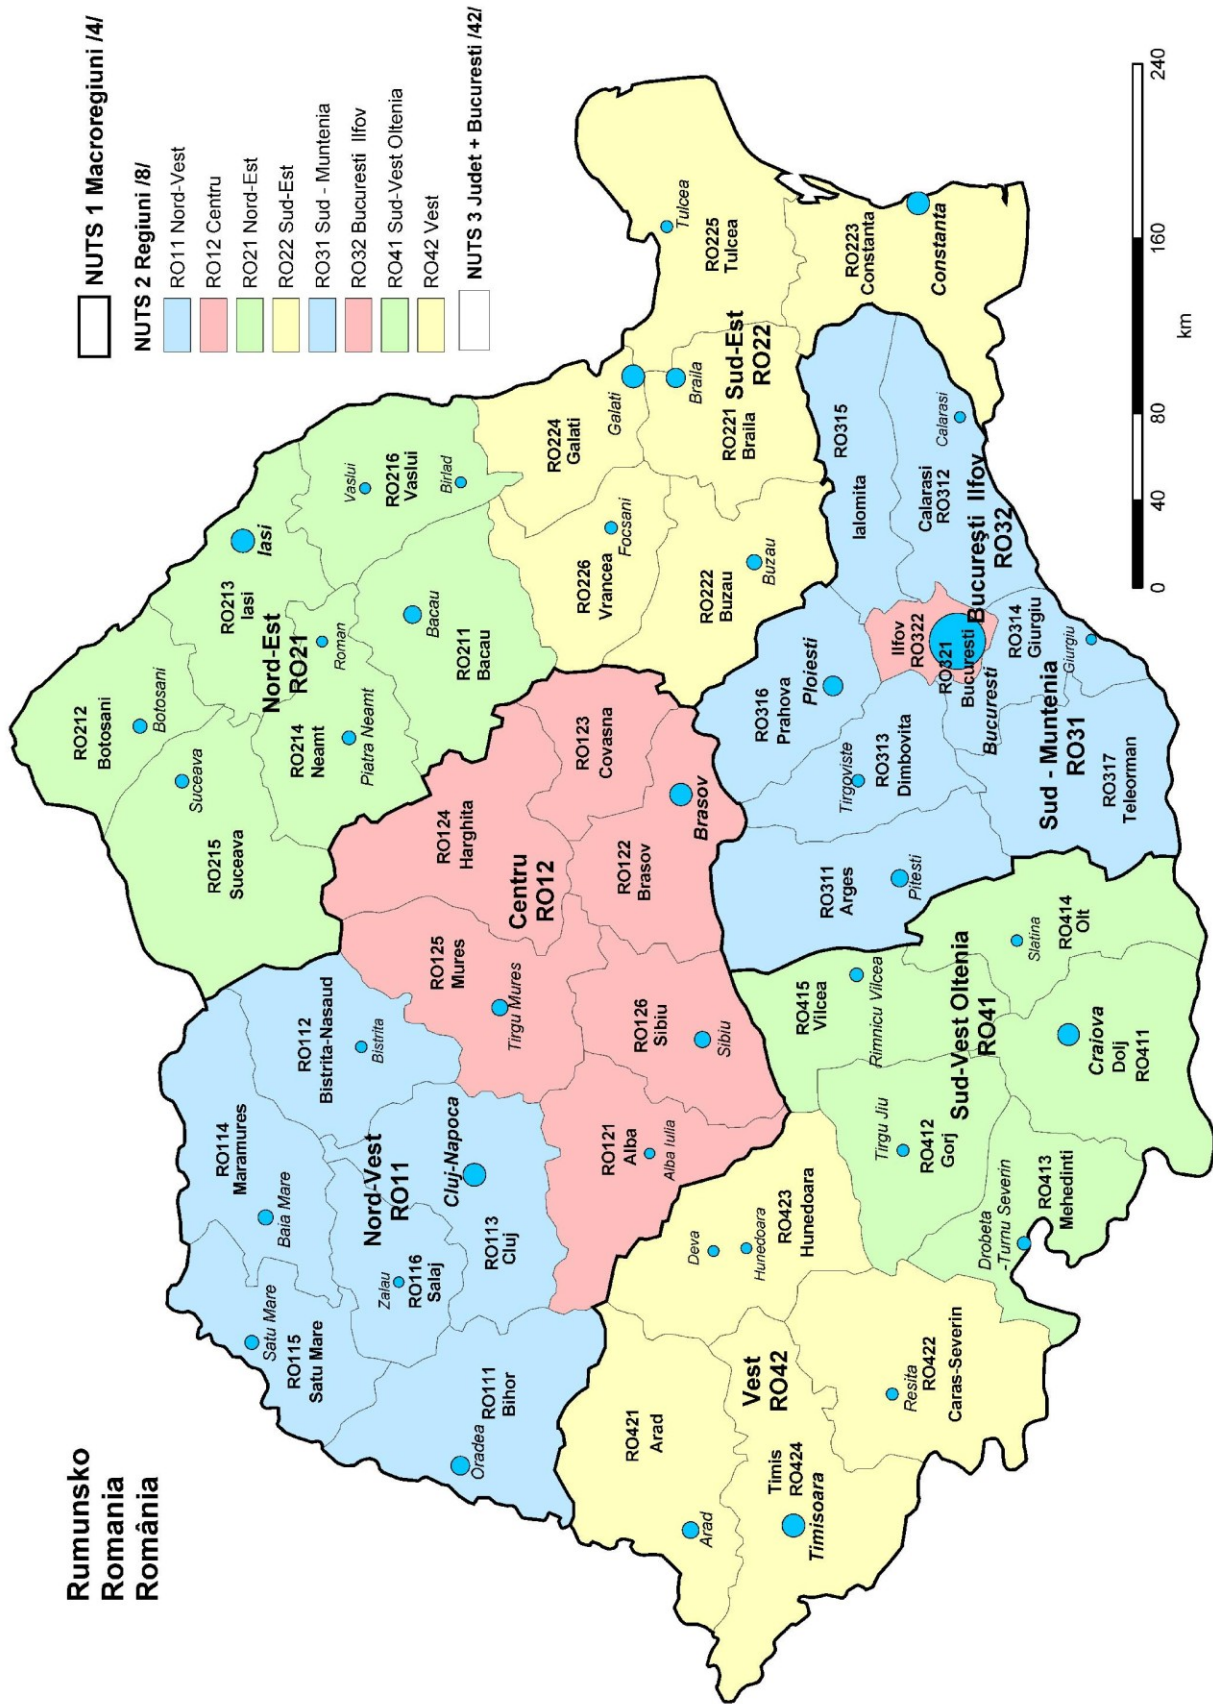 Rumunsko
Romania
România
NUTS 1 Macroregiuni /4/
NUTS 2 Regiuni /8/
RO11 Nord-Vest
RO12 Centru
RO21 Nord-Est
RO22 Sud-Est
RO31 Sud - Muntenia
RO32 Bucuresti Ilfov
RO41 Sud-Vest Oltenia
RO42 Vest
NUTS 3 Judet + Bucuresti /42/
RO212
Botosani
Botosani
Suceava
RO215
Suceava
RO213
Iasi
Iasi
Nord-Est
RO21
RO214
Neamt
Roman
Piatra Neamt
Vaslui
RO216
Vaslui
Birlad
Bacau
RO211
Bacau
RO114
Maramures
Baia Mare
Satu Mare
RO115
Satu Mare
RO112
Bistrita-Nasaud
Bistrita
Nord-Vest
RO11
Zalau
RO116
Salaj
Cluj-Napoca
RO113
Cluj
RO111
Bihor
Oradea
RO125
Mures
Tirgu Mures
RO124
Harghita
Centru
RO12
RO123
Covasna
RO122
Brasov
Brasov
RO126
Sibiu
Sibiu
RO121
Alba
Alba Iulia
RO224
Galati
Galati
RO226
Vrancea
Focsani
RO222
Buzau
Buzau
Braila
RO221
Braila
Sud-Est
RO22
RO225
Tulcea
Tulcea
RO223
Constanta
Constanta
RO421
Arad
Arad
Vest
RO42
Timis
RO424
Timisoara
Deva
Hunedoara
RO423
Hunedoara
Resita
RO422
Caras-Severin
RO415
Vilcea
Rimnicu Vilcea
Tirgu Jiu
RO412
Gorj
Sud-Vest Oltenia
RO41
Slatina
RO414
Olt
Craiova
Dolj
RO411
Drobeta
-Turnu Severin
RO413
Mehedinti
RO311
Arges
Pitesti
RO316
Prahova
Ploiesti
Tirgoviste
RO313
Dimbovita
RO315
Ialomita
Calarasi
RO312
Calarasi
Ilfov
RO322
RO321
Bucuresti
Bucuresti
Bucureşti Ilfov
RO32
RO314
Giurgiu
Giurgiu
Sud - Muntenia
RO31
RO317
Teleorman
0
40
80
160
240
km